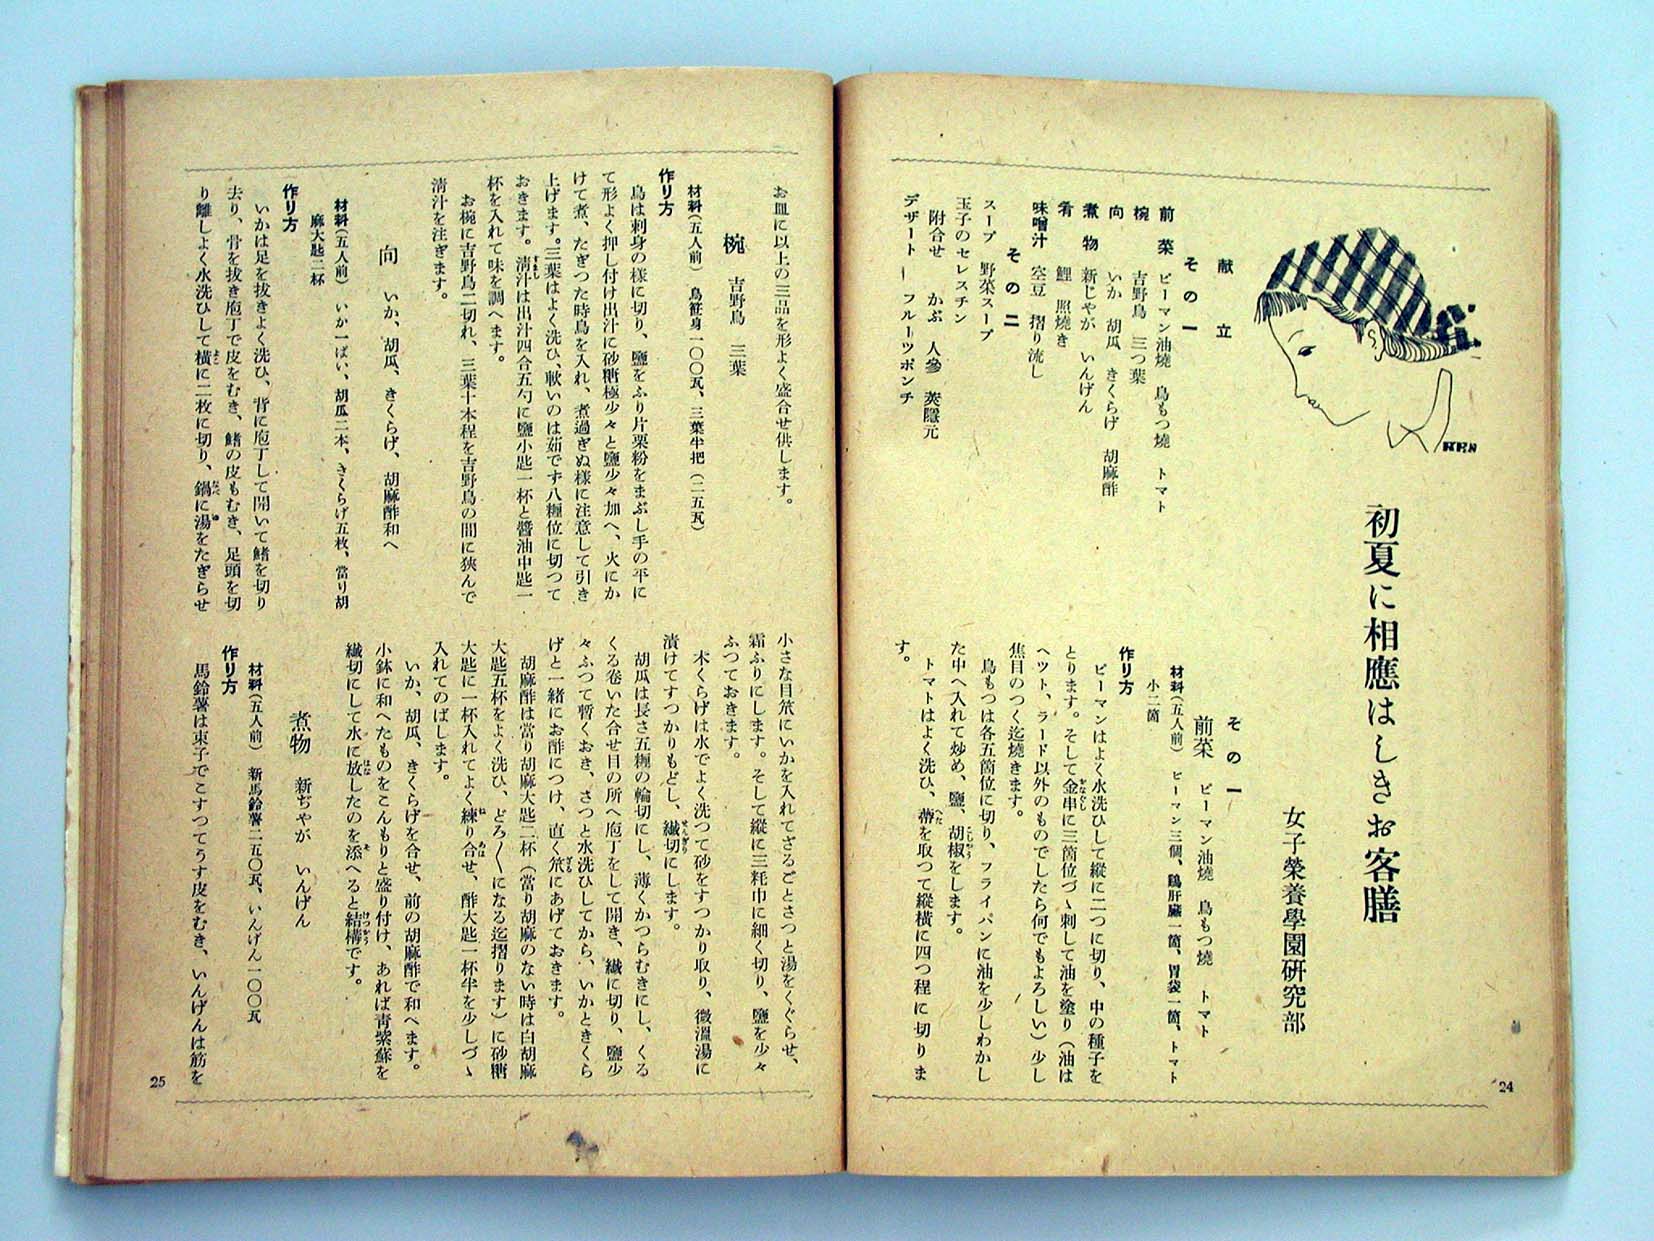 初夏に相應はしきお客膳
女子榮養學園硏究部
献立
その一
前菜 ピーマン油燒 鳥もつ燒 トマト
椀 吉野鳥 三つ葉
向 いか 胡瓜 きくらげ 胡麻酢
煮物 新じやが いんげん
肴 鯉 照燒き
味噌汁 空豆 摺り流し
その二
スープ 野菜スープ
玉子のセレスチン
附合せ かぶ 人參 莢隱元
デザート フルーツポンチ
KEN
その一
前菜 ピーマン油燒 鳥もつ燒 トマト
材料(五人前) ピーマン三個、鷄肝臟一箇、胃袋一箇、トマト
小二箇
作り方
ピーマンはよく水洗ひして縱に二つに切り、中の種子を
とります。そして金串に三箇位づゝ刺して油を塗り(油は
ヘット、ラード以外のものでしたら何でもよろしい)少し
焦目のつく迄燒きます。
鳥もつは各五箇位に切り、フライパンに油を少しわかし
た中へ入れて炒め、鹽、胡椒をします。
トマトはよく洗ひ、蔕を取つて縱橫に四つ程に切りま
す。
24
お皿に以上の三品を形よく盛合せ供します。
椀 吉野鳥 三葉
材料(五人前) 鳥笹身一〇〇瓦、三葉半把(二五瓦)
作り方
鳥は刺身の樣に切り、鹽をふり片栗粉をまぶし手の平に
て形よく押し付け出汁に砂糖極少々と鹽少々加へ、火にか
けて煮、たぎつた時鳥を入れ、煮過ぎぬ樣に注意して引き
上げます。三葉はよく洗ひ、軟いのは茹でず八糎位に切つて
おきます。淸汁は出汁四合五勺に鹽小匙一杯と醬油中匙一
杯を入れて味を調へます。
お椀に吉野鳥二切れ、三葉十本程を吉野鳥の間に挾んで
淸汁を注ぎます。
向 いか、胡瓜、きくらげ、胡麻酢和へ
材料(五人前) いか一ぱい、胡瓜二本、きくらげ五枚、當り胡
麻大匙二杯
作り方
いかは足を拔きよく洗ひ、背に庖丁して開いて鰭を切り
去り、骨を拔き庖丁で皮をむき、鰭の皮もむき、足頭を切
り離しよく水洗ひして橫に二枚に切り、鍋に湯をたぎらせ
小さな目笊にいかを入れてざるごとさつと湯をくぐらせ、
霜ふりにします。そして縱に三粍巾に細く切り、鹽を少々
ふつておきます。
木くらげは水でよく洗つて砂をすつかり取り、微溫湯に
漬けてすつかりもどし、纎切にします。
胡瓜は長さ五糎の輪切にし、薄くかつらむきにし、くる
くる卷いた合せ目の所へ庖丁をして開き、纎に切り、鹽少
々ふつて暫くおき、さつと水洗ひしてから、いかときくら
げと一緒にお酢につけ、直く笊にあげておきます。
胡麻酢は當り胡麻大匙二杯(當り胡麻のない時は白胡麻
大匙五杯をよく洗ひ、どろ〱になる迄摺ります)に砂糖
大匙に一杯入れてよく練り合せ、酢大匙一杯半を少しづゝ
入れてのばします。
いか、胡瓜、きくらげを合せ、前の胡麻酢で和へます。
小鉢に和へたものをこんもりと盛り付け、あれば靑紫蘇を
纎切にして水に放したのを添へると結構です。
煮物 新ぢやが いんげん
材料(五人前) 新馬鈴薯二五〇瓦、いんげん一〇〇瓦
作り方
馬鈴薯は束子でこすつてうす皮をむき、いんげんは筋を
25